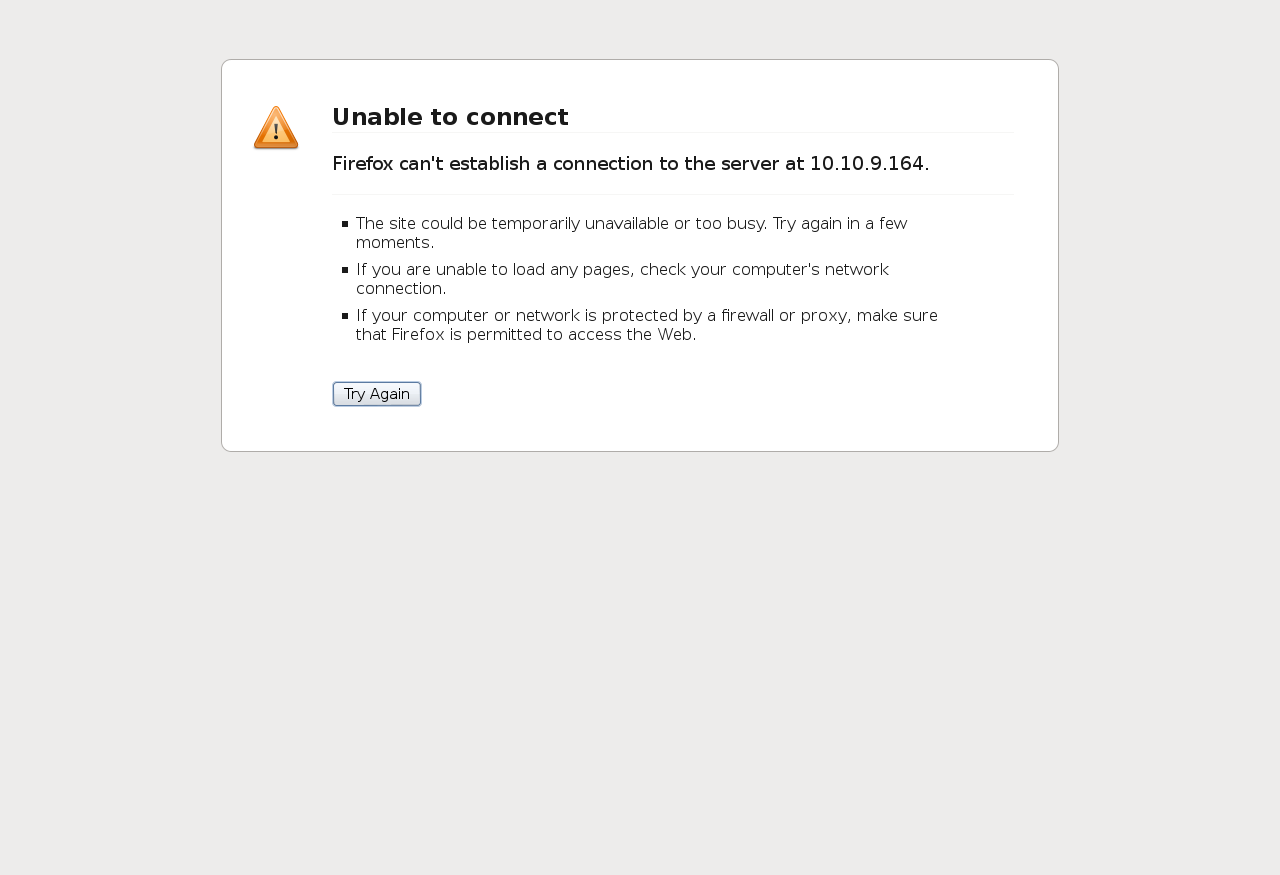 Unable to connect
Firefox can't establish a connection to the server at 10.10.9.164.
The site could be temporarily unavailable or too busy. Try again in a few
moments.
If you are unable to load any pages, check your computer's network
connection.
If your computer or network is protected by a firewall or proxy, make sure
that Firefox is permitted to access the Web.
Try Again